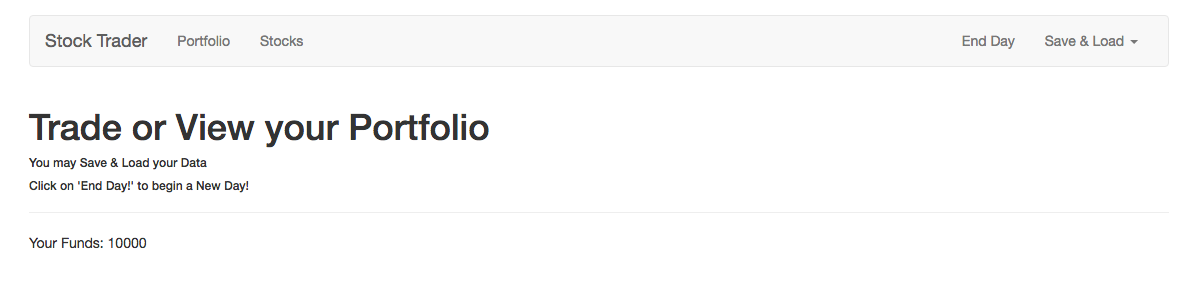 Stock Trader Portfolio Stocks End Day Save & Load
Trade or View your Portfolio
You may Save & Load your Data
Click on 'End Day!' to begin a New Day!
Your Funds: 10000